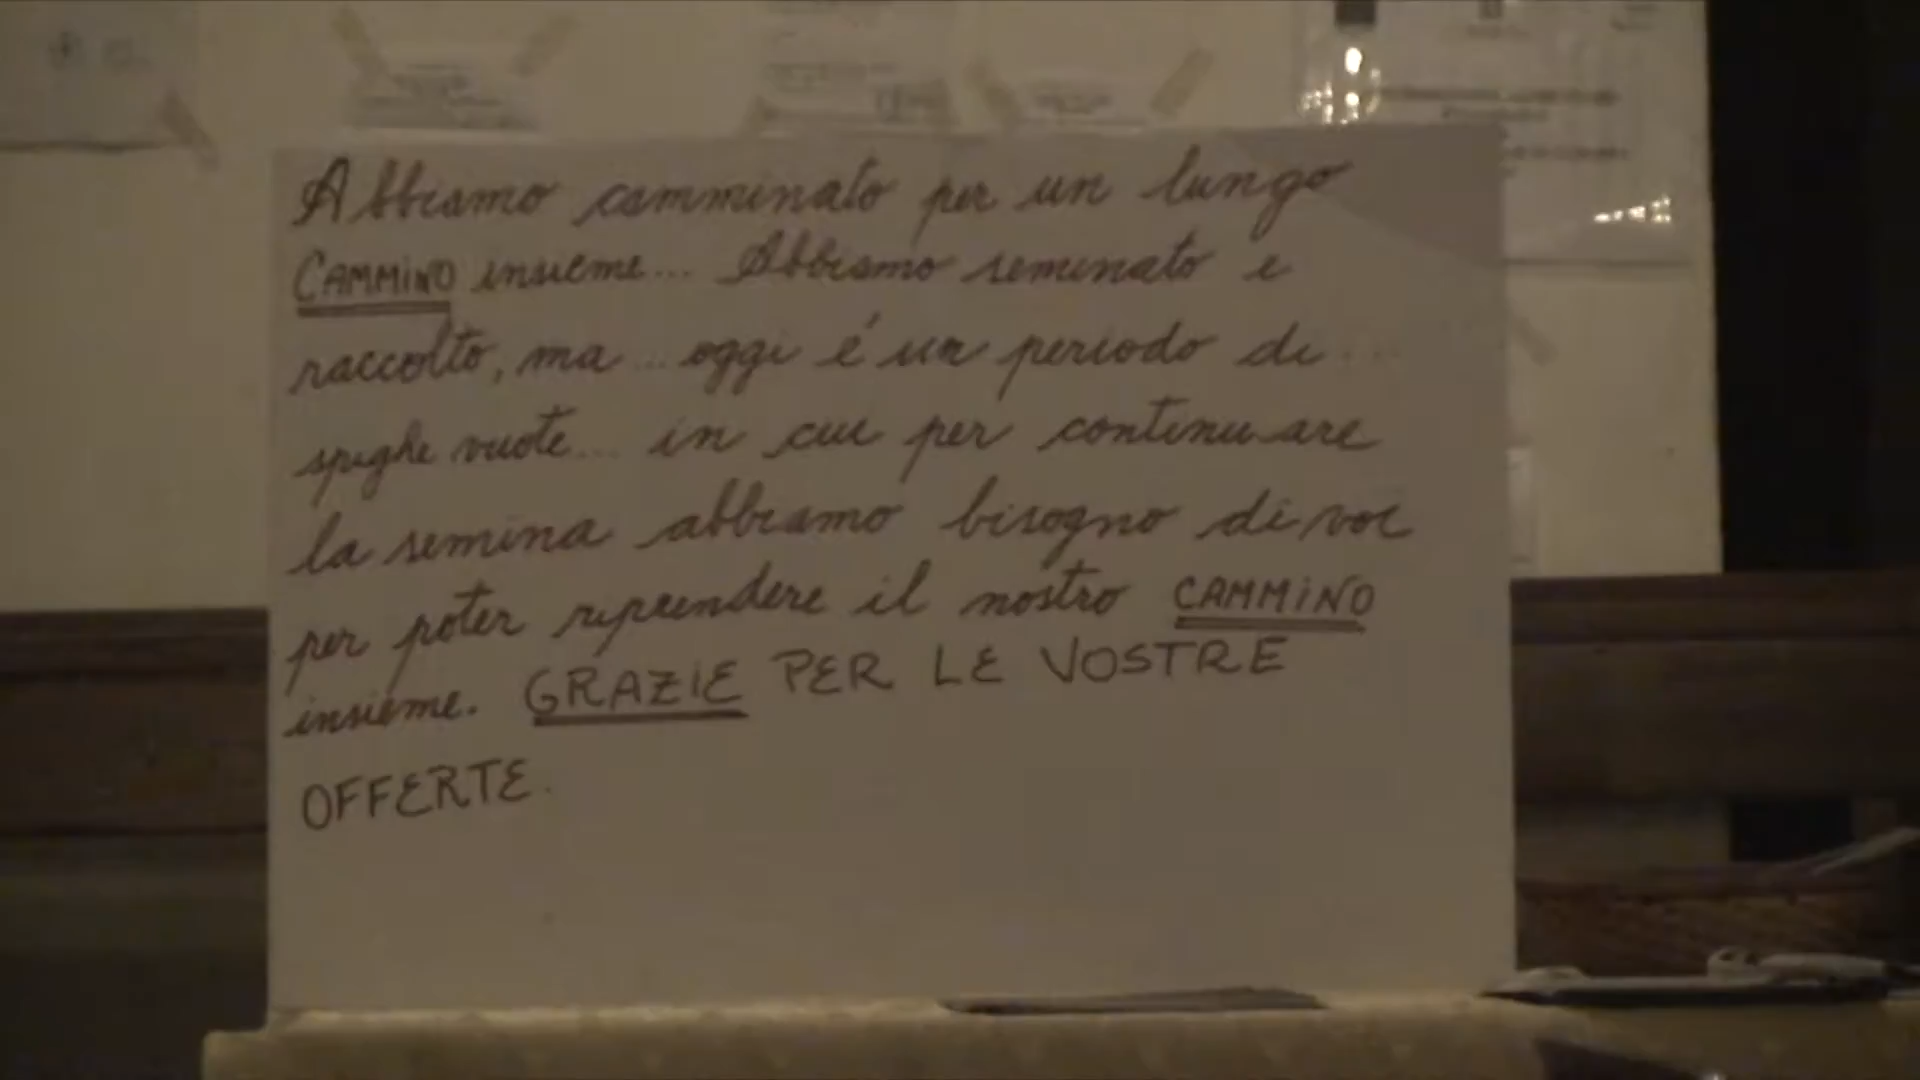 Abbiamo camminato per un lungo
CAMMINO insieme... Abbiamo seminato e
raccolto, ma... oggi é un periodo di...
spighe vuote... in cui per continuare
la semina abbiamo bisogno di voi
per poter riprendere il nostro CAMMINO
insieme. GRAZIE PER LE VOSTRE
OFFERTE.